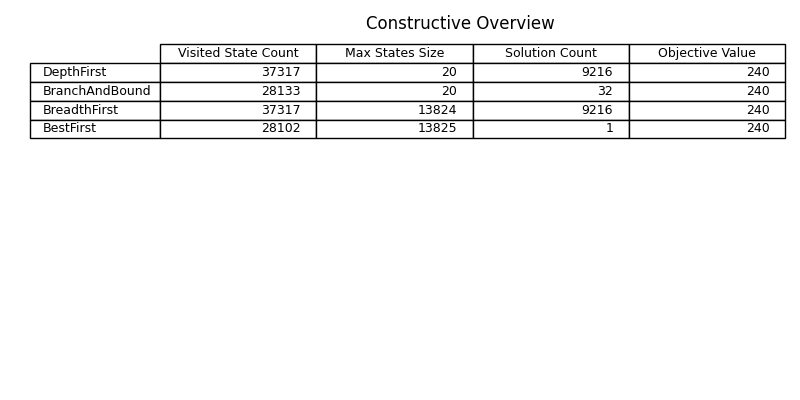 Constructive Overview
Visited State Count Max States Size Solution Count Objective Value
DepthFirst 37317 20 9216 240
BranchAndBound 28133 20 32 240
BreadthFirst 37317 13824 9216 240
BestFirst 28102 13825 1 240